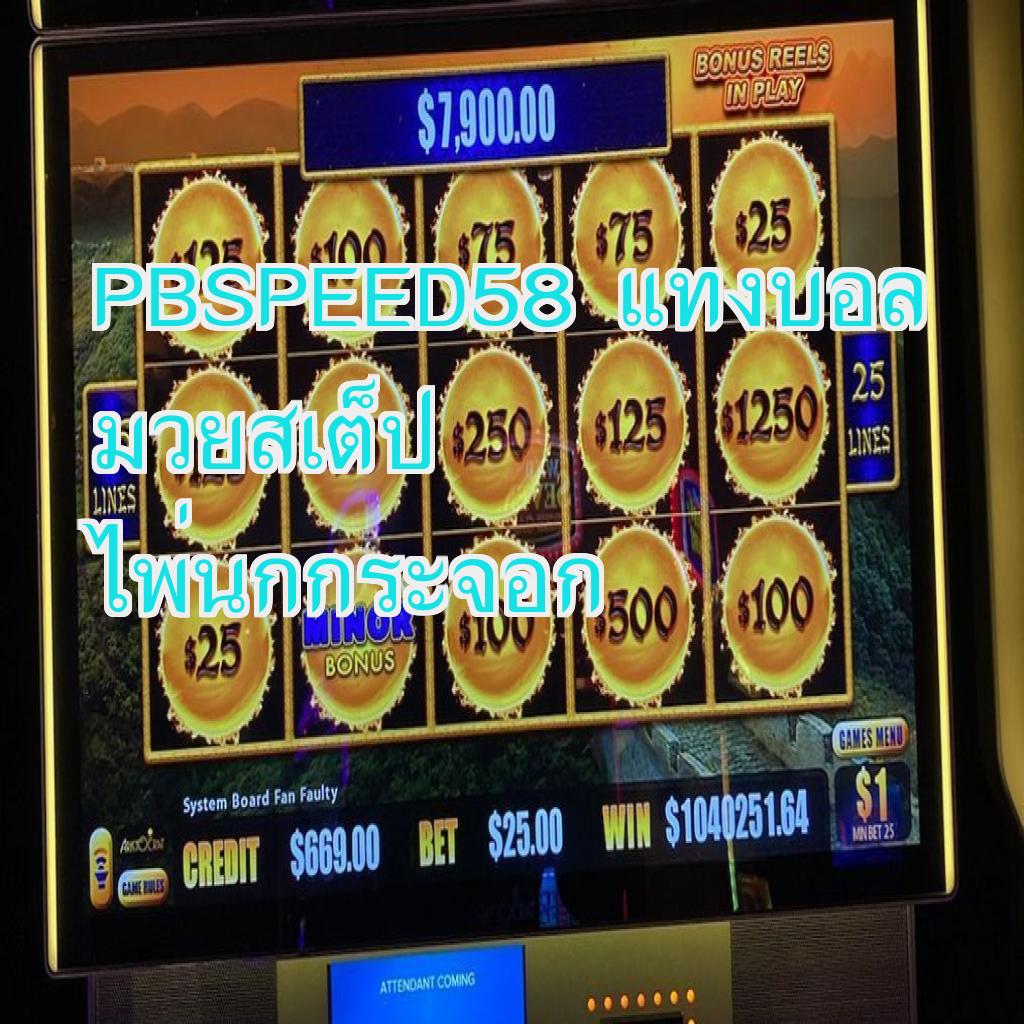 BONUS REELS
IN PLAY
$7,900.00
$125 $100 $75 $75 $25
PBSPEED58 แทงบอล
มวยสเต็ป
ไพ่นกกระจอก
$250 $125 $1250
25
LINES
LINES
$25 MINOR $100 $500 $100
BONUS
GAMES MENU
System Board Fan Faulty
$1
MIN BET 25
ARISTOCRAT
GAME RULES
CREDIT $669.00 BET $25.00 WIN $1040251.64
ATTENDANT COMING